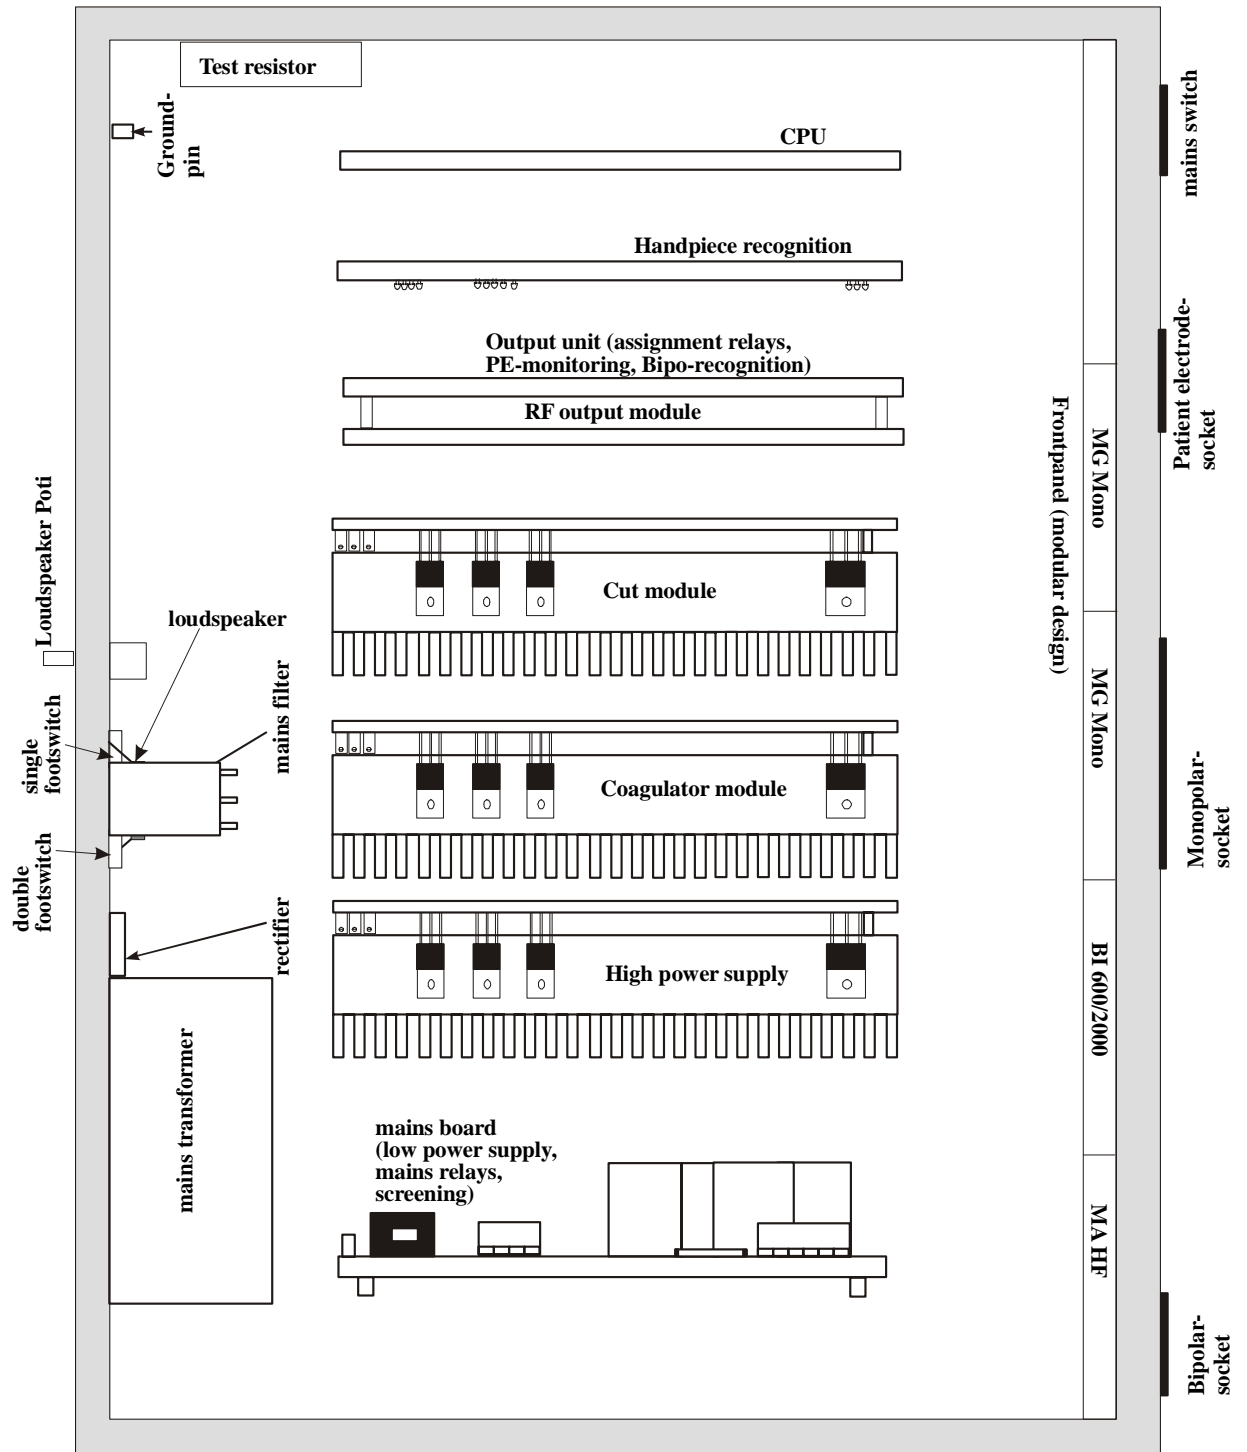 Test resistor
Ground-
pin
CPU
mains switch
Handpiece recognition
Output unit (assignment relays,
PE-monitoring, Bipo-recognition)
RF output module
Patient electrode-
socket
Frontpanel (modular design)
MG Mono
Loudspeaker Poti
Cut module
loudspeaker
mains filter
single
footswitch
MG Mono
Coagulator module
Monopolar-
socket
double
footswitch
rectifier
High power supply
BI 600/2000
mains transformer
mains board
(low power supply,
mains relays,
screening)
MA HF
Bipolar-
socket